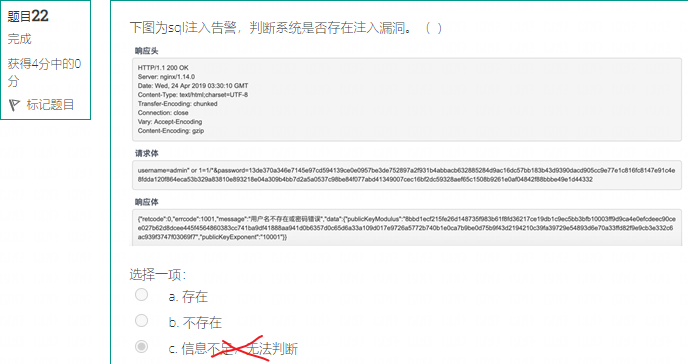 题目22
完成
获得4分中的0
分
标记题目
下图为sql注入告警，判断系统是否存在注入漏洞。（ ）
响应头
HTTP/1.1 200 OK
Server: nginx/1.14.0
Date: Wed, 24 Apr 2019 03:30:10 GMT
Content-Type: text/html;charset=UTF-8
Transfer-Encoding: chunked
Connection: close
Vary: Accept-Encoding
Content-Encoding: gzip
请求体
username=admin" or 1=1/*&password=13de370a346e7145e97cd594139ce0e0957be3de752897a2f931b4abbacb632885284d9ac16dc57bb183b43d9390dacd905cc9e77e1c816fc8147e91c4e
8fdda120f864eca53b329a83810e893218e04a309b4bb7d2a5a0537c98be84f077abd41349007cec16bf2dc59328aef65c1508b9261e0af04842f88bbbe49e1d44332
响应体
{"retcode":0,"errcode":1001,"message":"用户名不存在或密码错误","data":{"publicKeyModulus":"8bbd1ecf215fe26d148735f983b61f8fd36217ce19db1c9ec5bb3bfb10003ff9d9ca4e0efcdeec90ce
e027b62d8dcee445f4564860383cc741ba9df41888aa941d0b6357d0c65d6a33a109d017e9726a5772b740b1e0ca7b9be0d75b9f43d2194210c39fa39729e54893d6e70a33ffd82f9e9cb3e332c6
ac939f3747f03069f7","publicKeyExponent":"10001"}}
选择一项:
a. 存在
b. 不存在
c. 信息不足，无法判断